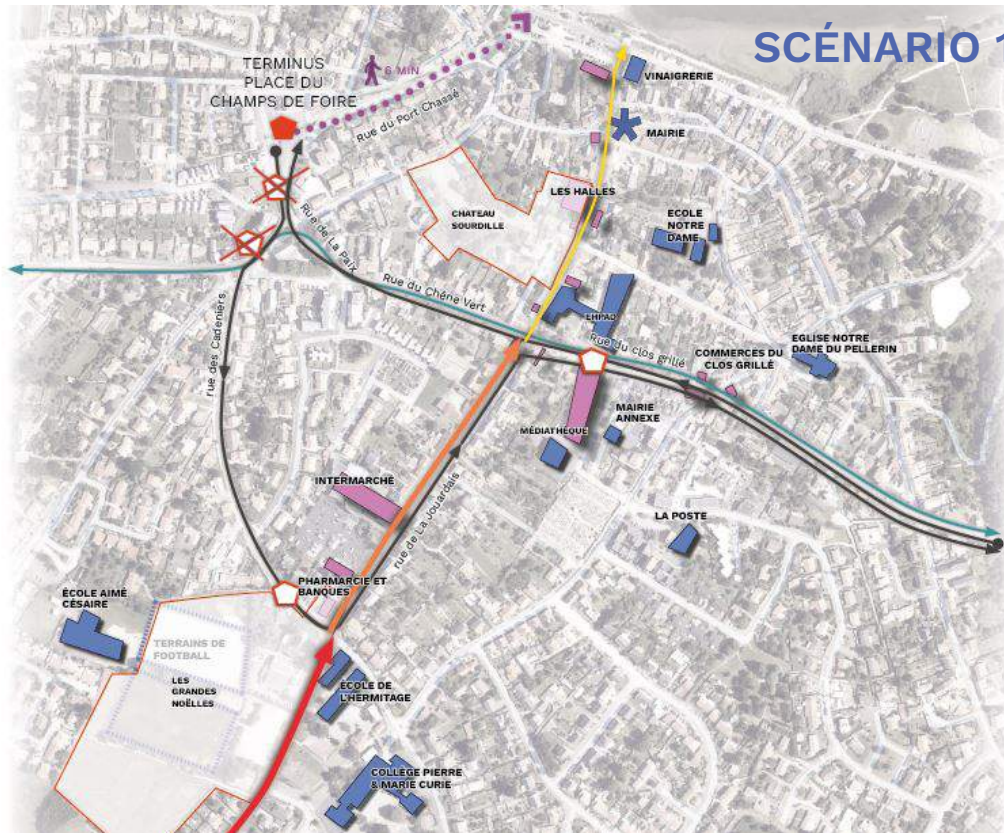 SCÉNARIO 1
TERMINUS
PLACE DU
CHAMPS DE FOIRE
6 MIN
Rue du Port Chassé
VINAIGRERIE
MAIRIE
LES HALLES
CHATEAU
SOURDILLE
ECOLE
NOTRE
DAME
Rue de La Paix
Rue du Chêne Vert
rue des Cadeniers
EHPAD
Rue du clos grillé
COMMERCES DU
CLOS GRILLÉ
EGLISE NOTRE
DAME DU PELLERIN
MAIRIE
ANNEXE
MÉDIATHÈQUE
INTERMARCHÉ
rue de La Jouardais
LA POSTE
PHARMARCIE ET
BANQUES
ÉCOLE AIMÉ
CÉSAIRE
TERRAINS DE
FOOTBALL
LES
GRANDES
NOËLLES
ÉCOLE DE
L'HERMITAGE
COLLÈGE PIERRE
& MARIE CURIE